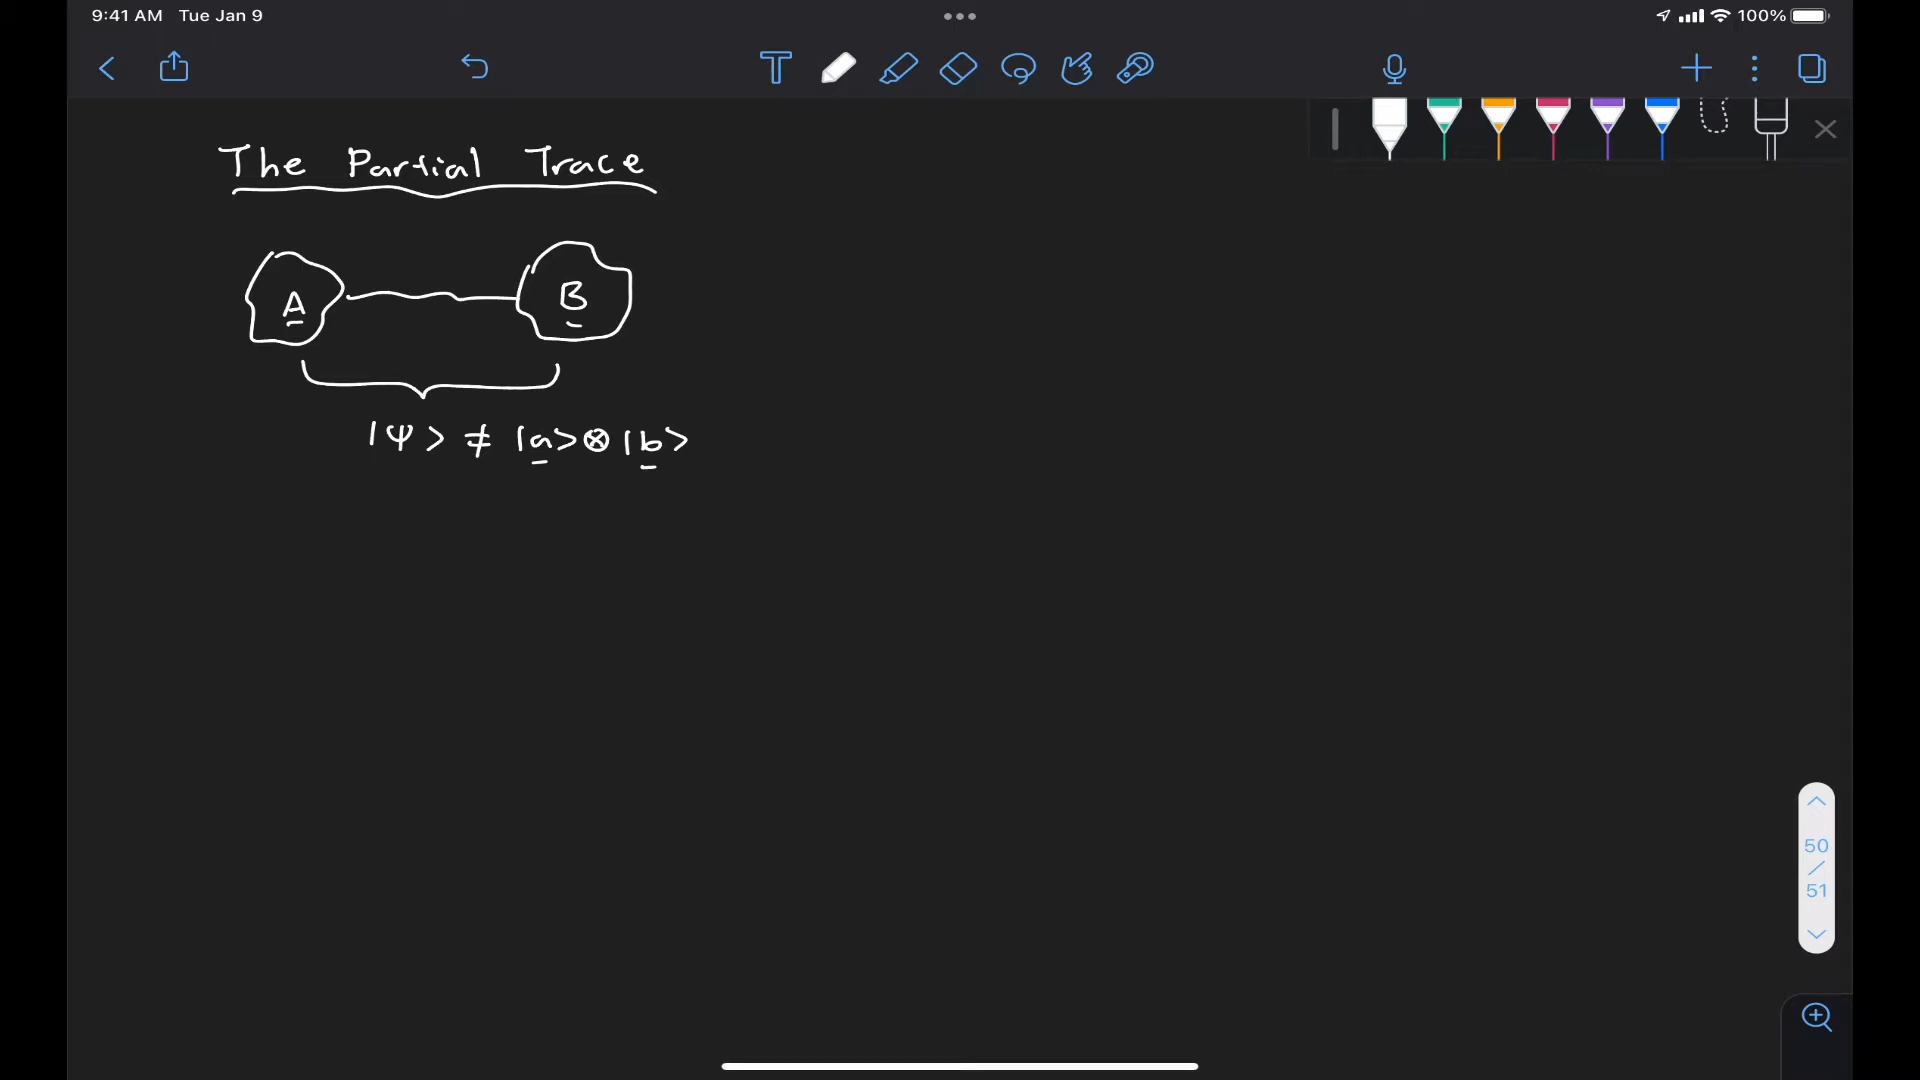 9:41 AM Tue Jan 9
100%
T
The Partial Trace
A
B
|Ψ> ≠ |a>⊗|b>
50
/
51